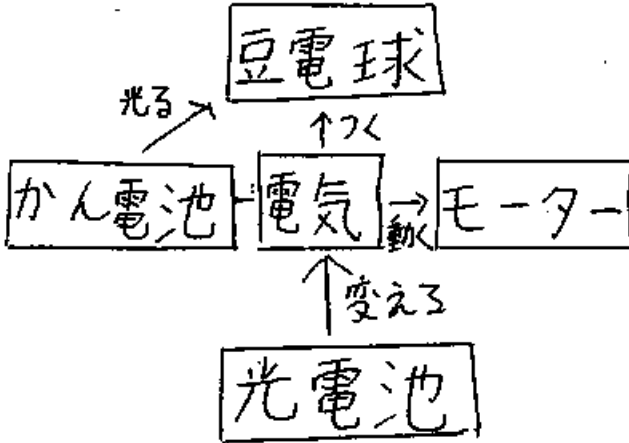 豆電球
光る
つく
かん電池
電気
動く
モーター
変える
光電池